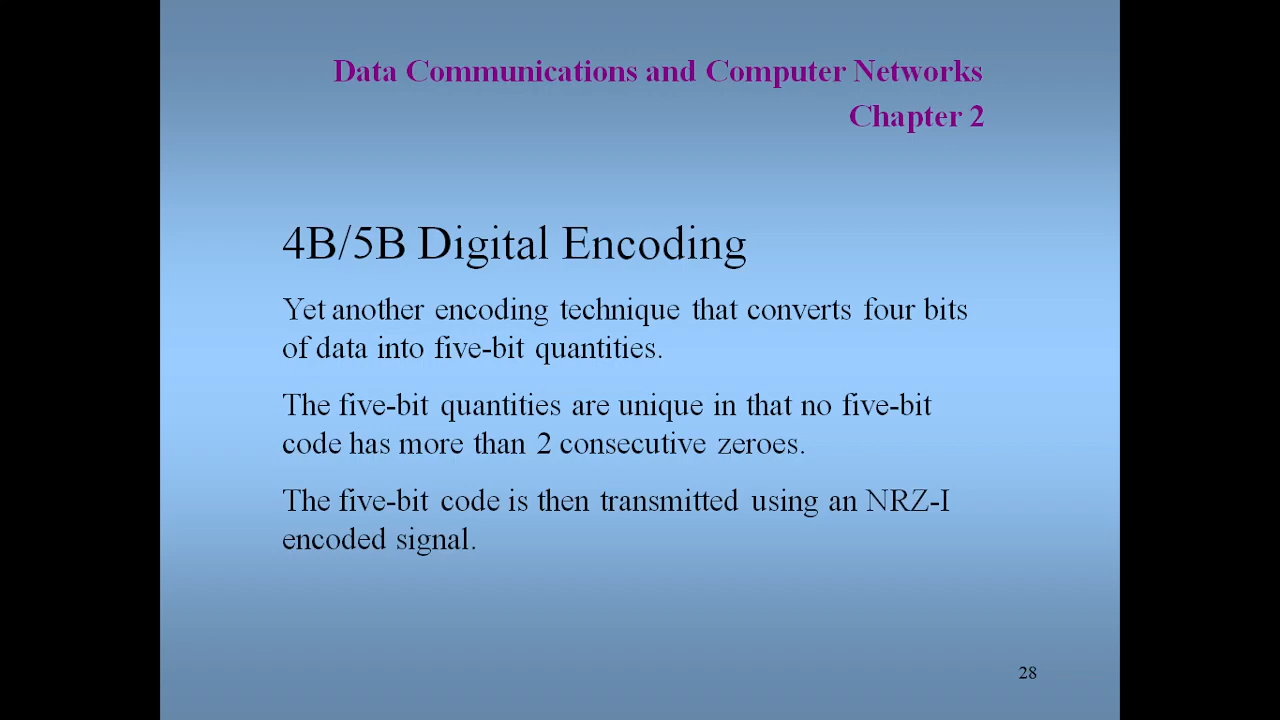 Data Communications and Computer Networks
Chapter 2
4B/5B Digital Encoding
Yet another encoding technique that converts four bits
of data into five-bit quantities.
The five-bit quantities are unique in that no five-bit
code has more than 2 consecutive zeroes.
The five-bit code is then transmitted using an NRZ-I
encoded signal.
28